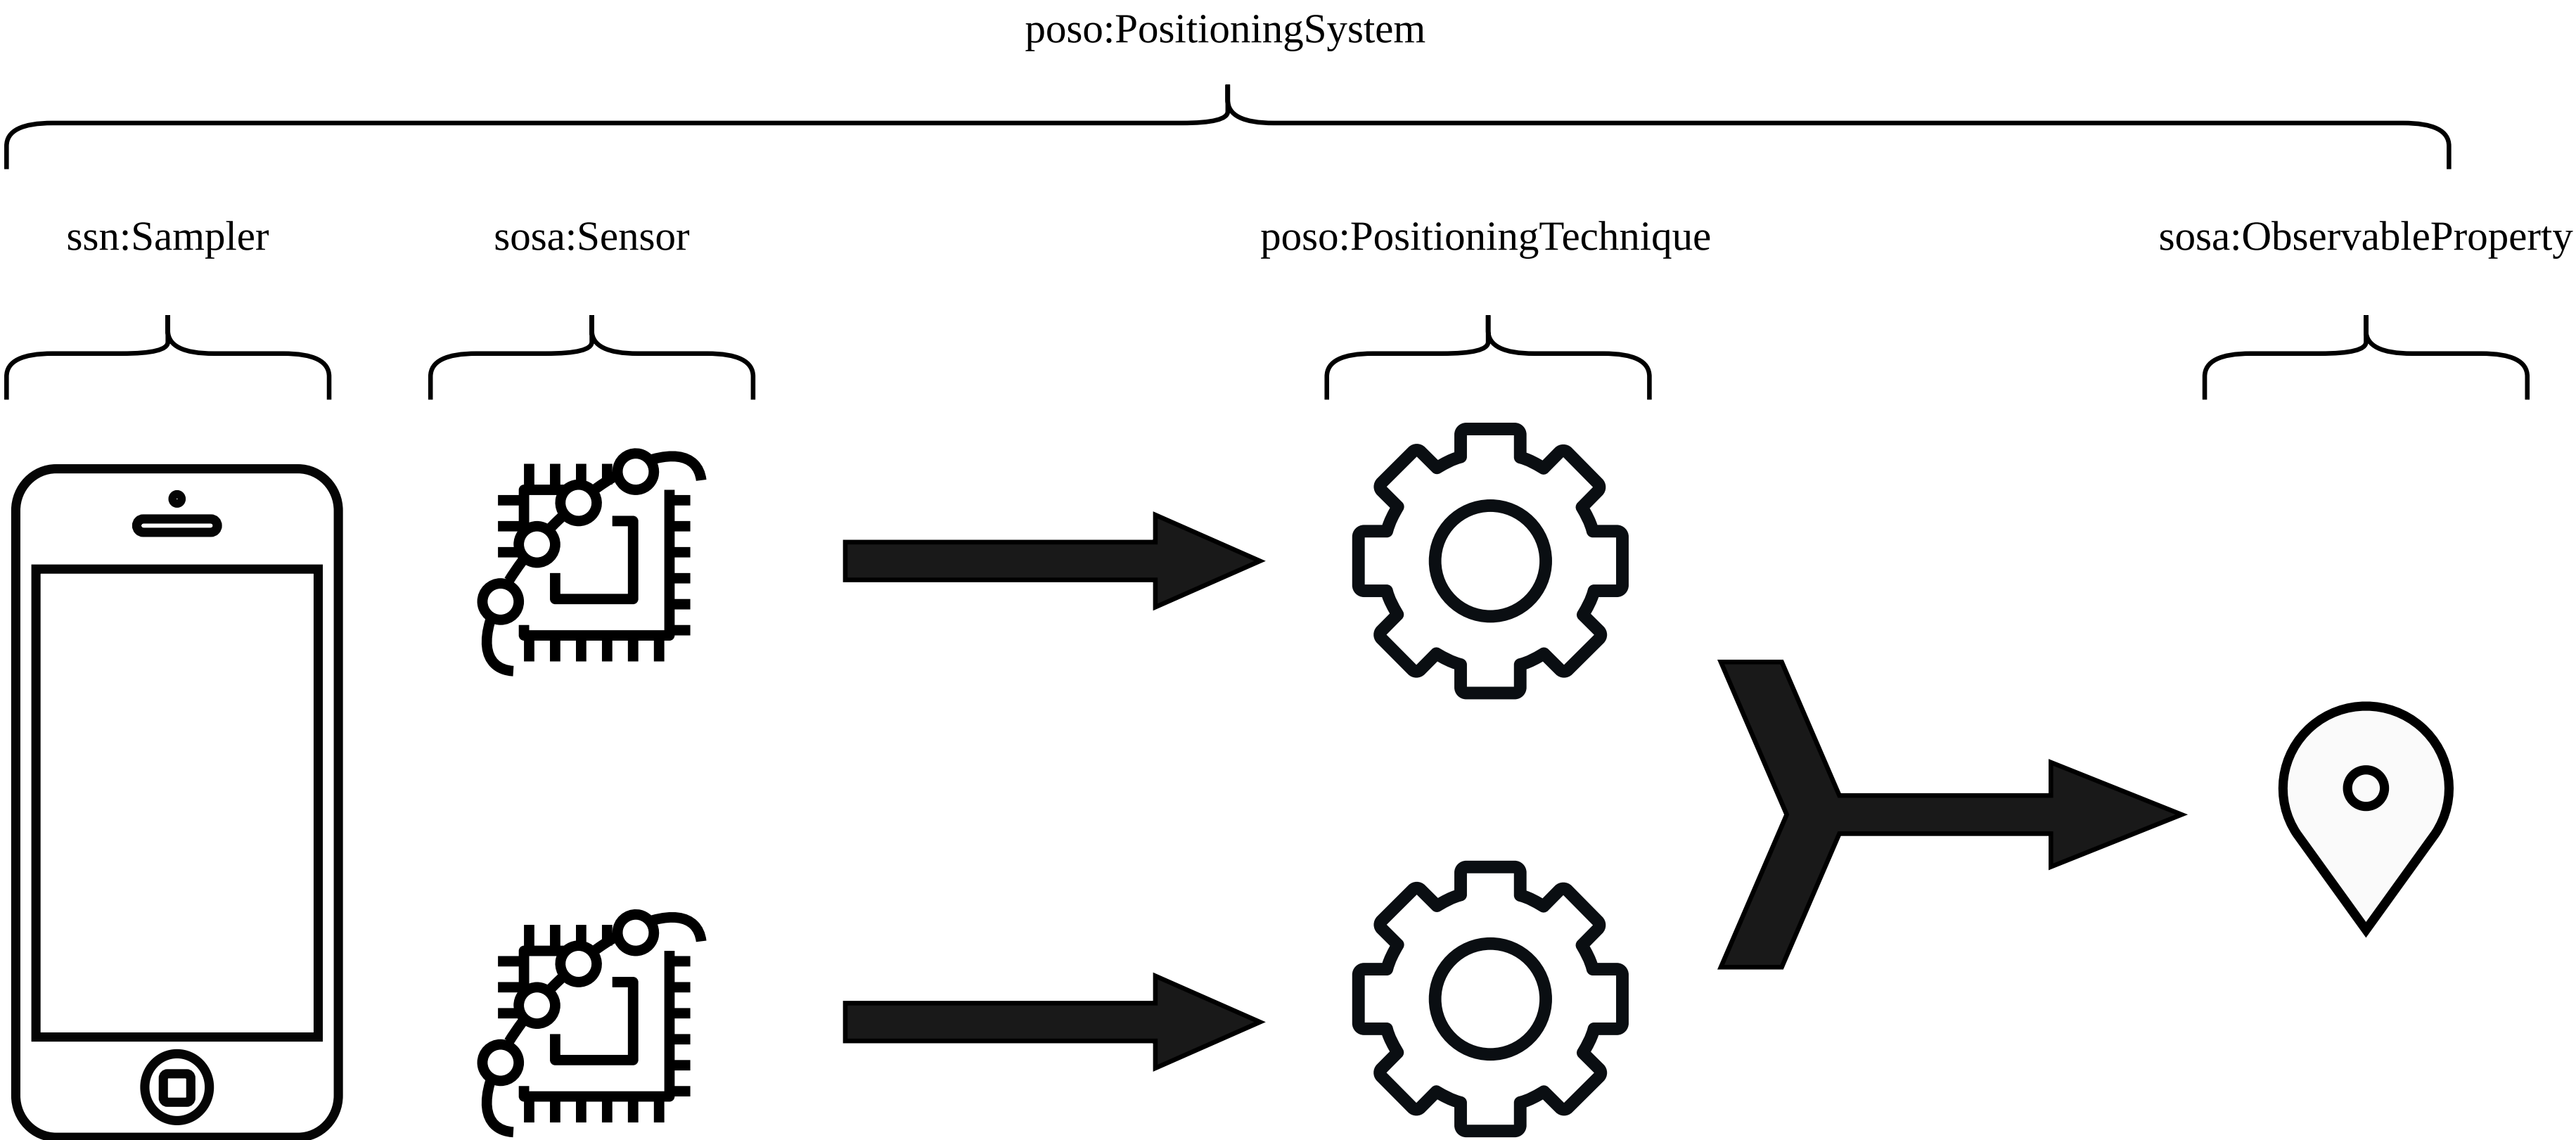 poso:PositioningSystem
ssn:Sampler
sosa:Sensor
poso:PositioningTechnique
sosa:ObservableProperty